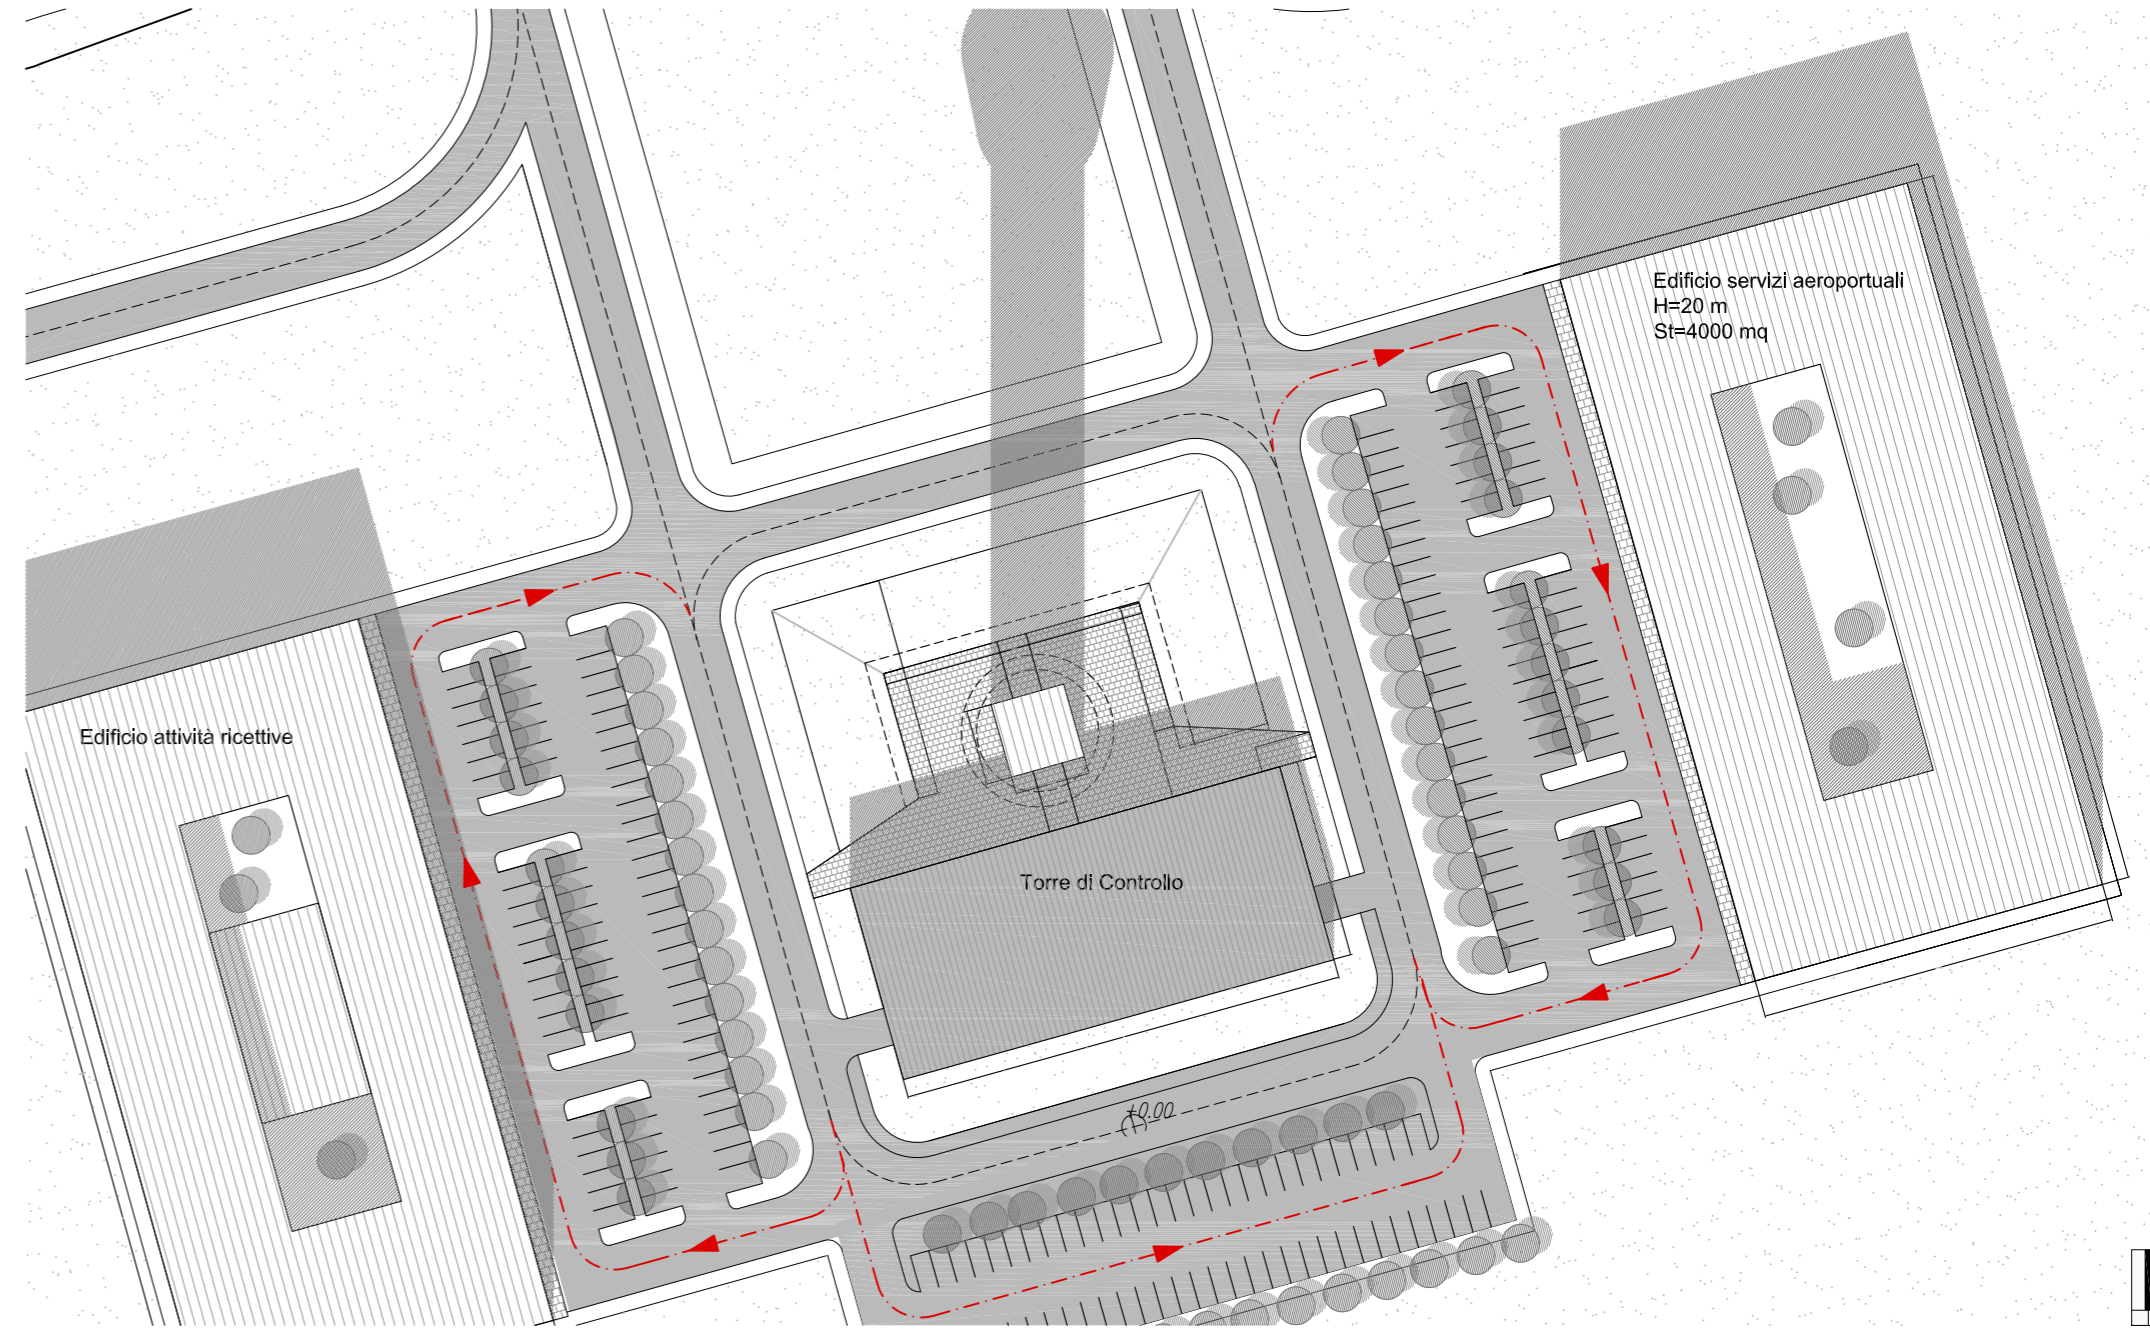 Edificio servizi aeroportuali
H=20 m
St=4000 mq
Edificio attività ricettive
Torre di Controllo
+0.00